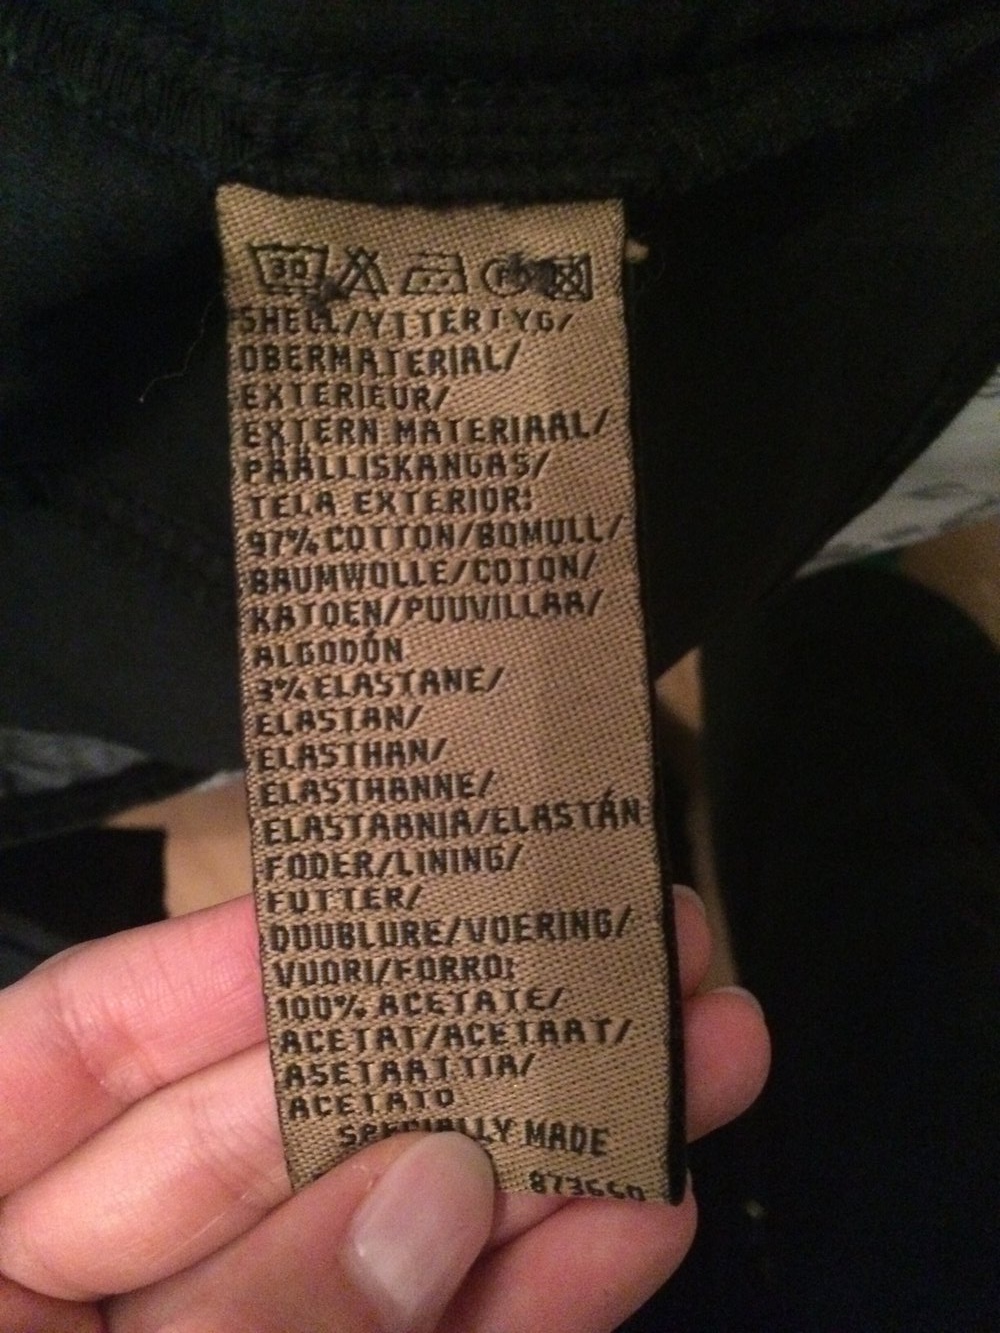 30
SHELL/YTTERTYG/
OBERMATERIAL/
EXTERIEUR/
EXTERN MATERIAAL/
PÄÄLLISKANGAS/
TELA EXTERIOR:
97% COTTON/BOMULL/
BAUMWOLLE/COTON/
KATOEN/PUUVILLAA/
ALGODÓN
3% ELASTANE/
ELASTAN/
ELASTHAN/
ELASTHANNE/
ELASTABNIA/ELASTÁN
FODER/LINING/
FUTTER/
DOUBLURE/VOERING/
VUORI/FORRO:
100% ACETATE/
ACETAT/ACETAAT/
ASETAATTIA/
ACETATO
SPECIALLY MADE
873660